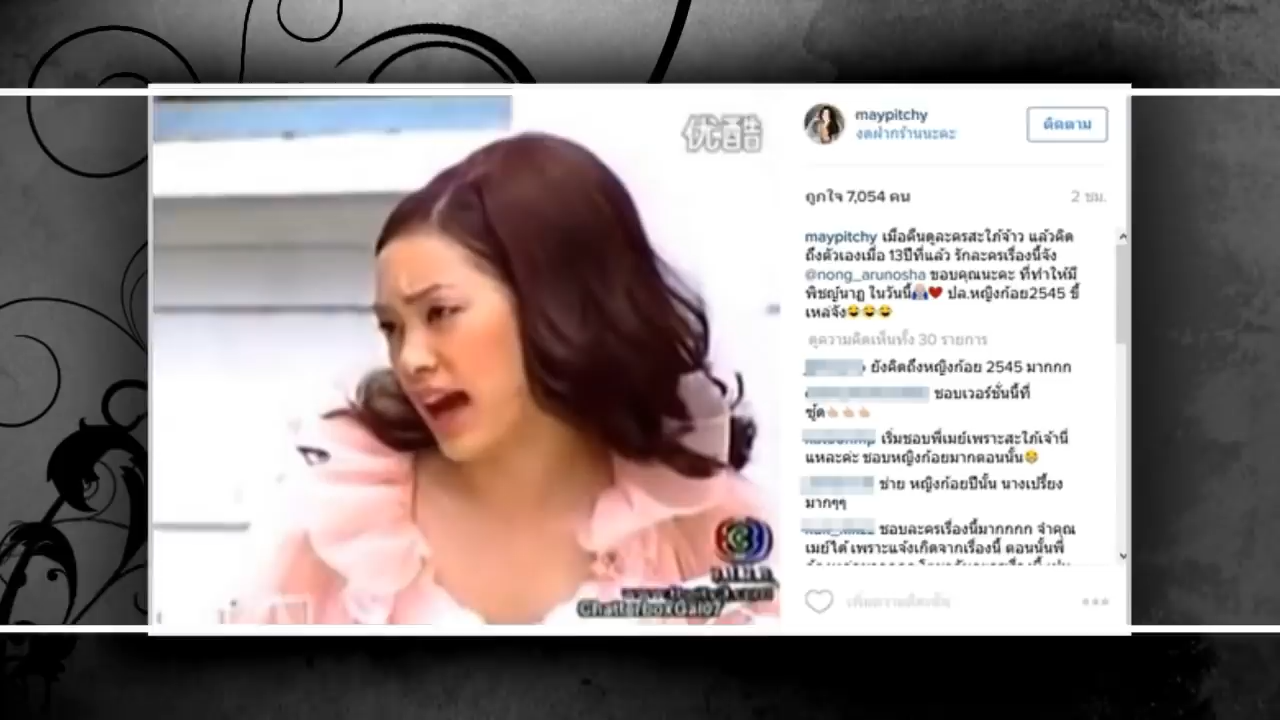 优酷
ChatterboxGal07
maypitchy
งดฝากร้านนะคะ
ติดตาม
ถูกใจ 7,054 คน
2 ชม.
maypitchy เมื่อคืนดูละครสะใภ้จ้าว แล้วคิด
ถึงตัวเองเมื่อ 13ปีที่แล้ว รักละครเรื่องนี้จัง
@nong_arunosha ขอบคุณนะคะ ที่ทำให้มี
พิชญ์นาฏ ในวันนี้🙏❤ ปล.หญิงก้อย2545 ขี้
เหล่จัง😂😂😂
ดูความคิดเห็นทั้ง 30 รายการ
ยังคิดถึงหญิงก้อย 2545 มากกก
ชอบเวอร์ชั่นนี้ที่
ซู้ด👍🏻👍🏻👍🏻
เริ่มชอบพี่เมย์เพราะสะใภ้เจ้านี่
แหละค่ะ ชอบหญิงก้อยมากตอนนั้น😁
ช่าย หญิงก้อยปีนั้น นางเปรี้ยง
มากๆๆ
ชอบละครเรื่องนี้มากกกก จำคุณ
เมย์ได้ เพราะแจ้งเกิดจากเรื่องนี้ ตอนนั้นพี่
เพิ่มความคิดเห็น